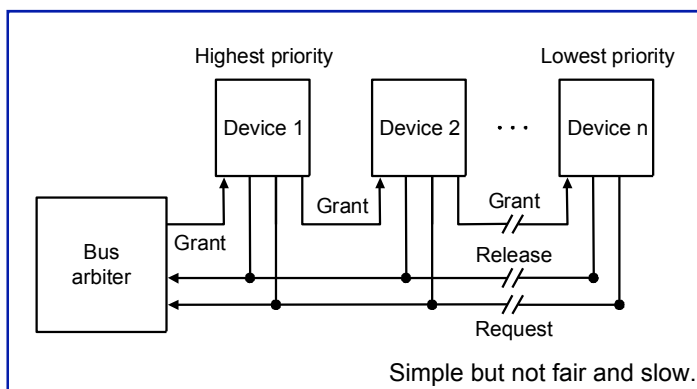 Highest priority
Lowest priority
Device 1
Device 2
...
Device n
Grant
Grant
Grant
Bus
arbiter
Release
Request
Simple but not fair and slow.